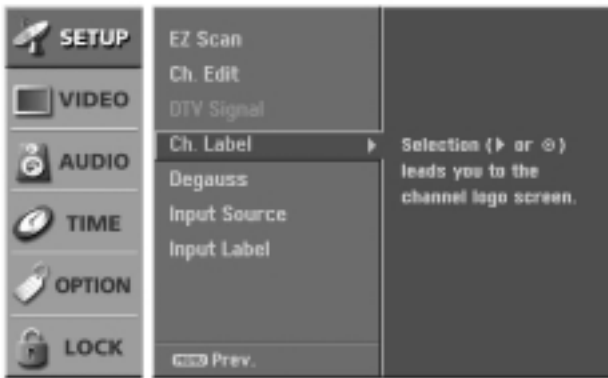 SETUP
VIDEO
AUDIO
TIME
OPTION
LOCK
EZ Scan
Ch. Edit
DTV Signal
Ch. Label
Degauss
Input Source
Input Label
MENU Prev.
Selection (▶ or ⊙)
leads you to the
channel logo screen.